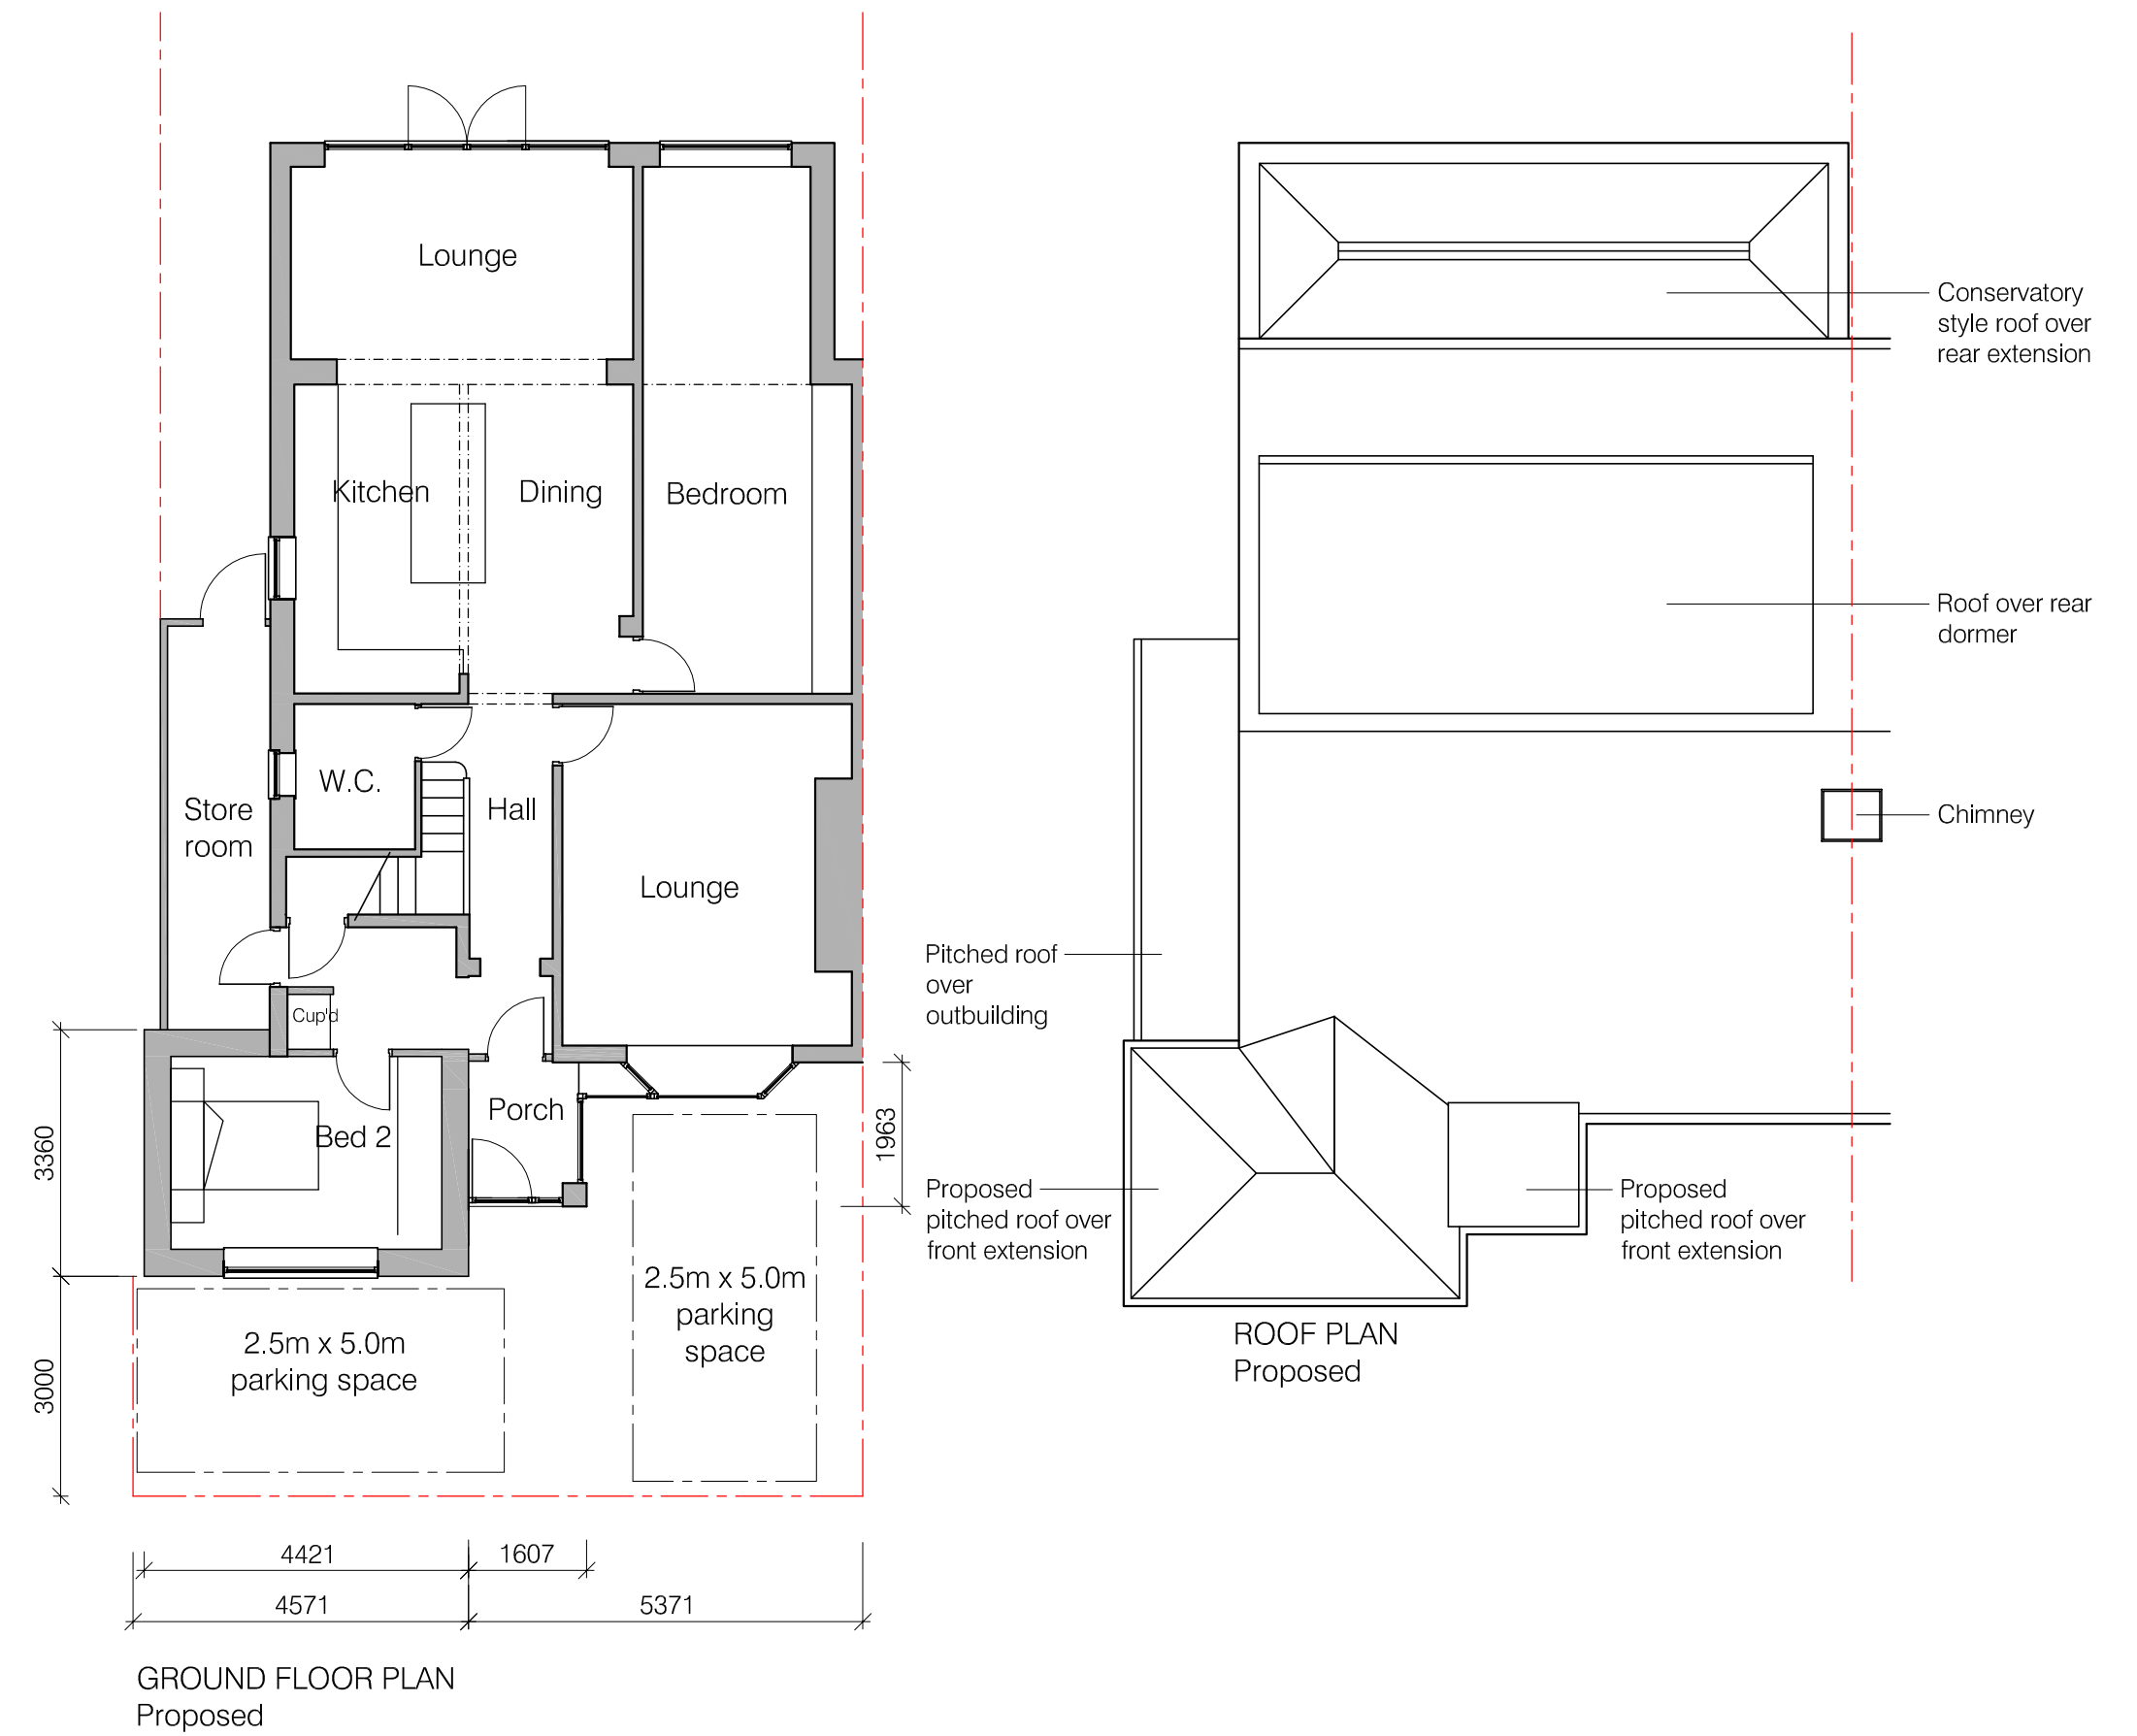 Lounge
Kitchen
Dining
Bedroom
W.C.
Hall
Store
room
Lounge
Cup'd
Porch
Bed 2
3360
3000
1963
2.5m x 5.0m
parking space
2.5m x 5.0m
parking
space
4421
1607
4571
5371
GROUND FLOOR PLAN
Proposed
Conservatory
style roof over
rear extension
Roof over rear
dormer
Chimney
Pitched roof
over
outbuilding
Proposed
pitched roof over
front extension
Proposed
pitched roof over
front extension
ROOF PLAN
Proposed